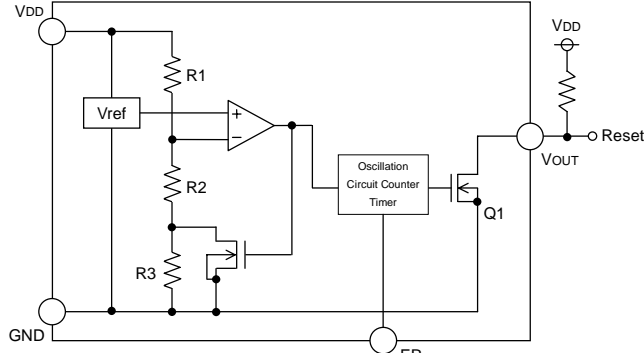 VDD
VDD
R1
Vref
+
−
Reset
VOUT
Oscillation
Circuit Counter
Timer
R2
Q1
R3
GND